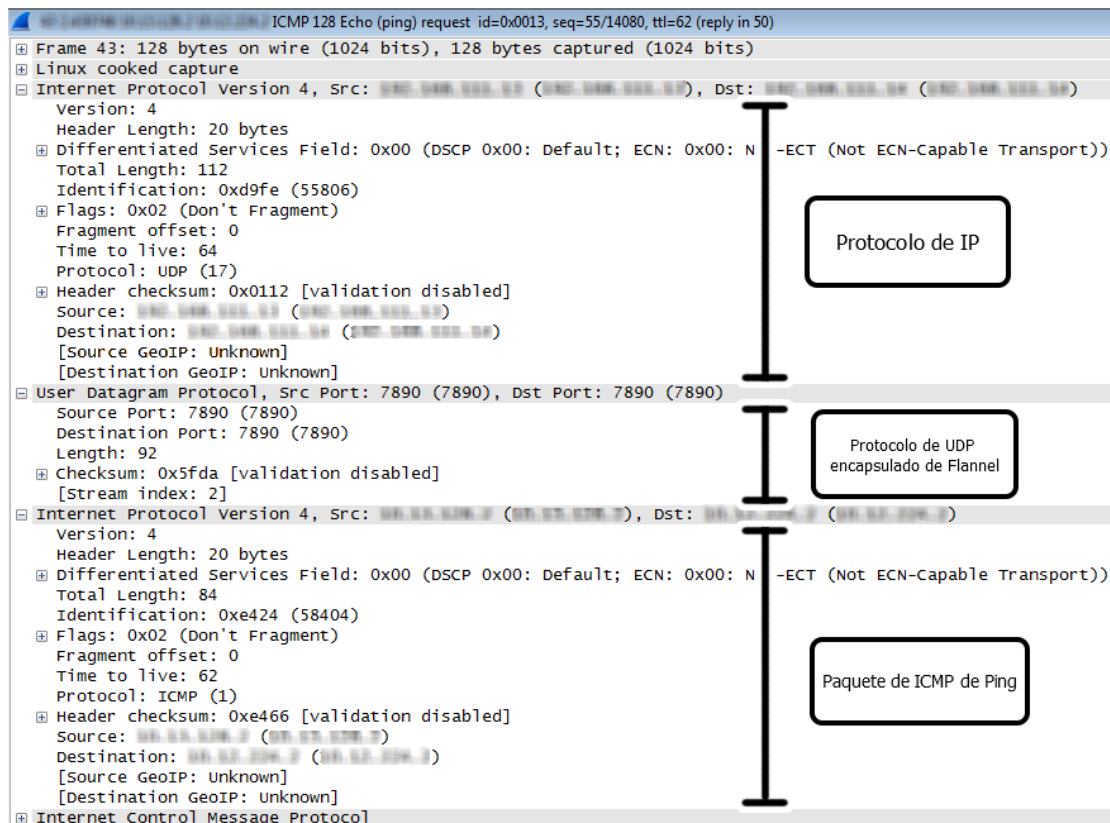 ICMP 128 Echo (ping) request id=0x0013, seq=55/14080, ttl=62 (reply in 50)
Frame 43: 128 bytes on wire (1024 bits), 128 bytes captured (1024 bits)
Linux cooked capture
Internet Protocol Version 4, Src: ( ), Dst: ( )
Version: 4
Header Length: 20 bytes
Differentiated Services Field: 0x00 (DSCP 0x00: Default; ECN: 0x00: N -ECT (Not ECN-Capable Transport))
Total Length: 112
Identification: 0xd9fe (55806)
Flags: 0x02 (Don't Fragment)
Fragment offset: 0
Time to live: 64
Protocol: UDP (17)
Header checksum: 0x0112 [validation disabled]
Source: ( )
Destination: ( )
[Source GeoIP: Unknown]
[Destination GeoIP: Unknown]
Protocolo de IP
User Datagram Protocol, Src Port: 7890 (7890), Dst Port: 7890 (7890)
Source Port: 7890 (7890)
Destination Port: 7890 (7890)
Length: 92
Checksum: 0x5fda [validation disabled]
[Stream index: 2]
Protocolo de UDP
encapsulado de Flannel
Internet Protocol Version 4, Src: ( ), Dst: ( )
Version: 4
Header Length: 20 bytes
Differentiated Services Field: 0x00 (DSCP 0x00: Default; ECN: 0x00: N -ECT (Not ECN-Capable Transport))
Total Length: 84
Identification: 0xe424 (58404)
Flags: 0x02 (Don't Fragment)
Fragment offset: 0
Time to live: 62
Protocol: ICMP (1)
Header checksum: 0xe466 [validation disabled]
Source: ( )
Destination: ( )
[Source GeoIP: Unknown]
[Destination GeoIP: Unknown]
Paquete de ICMP de Ping
Internet Control Message Protocol